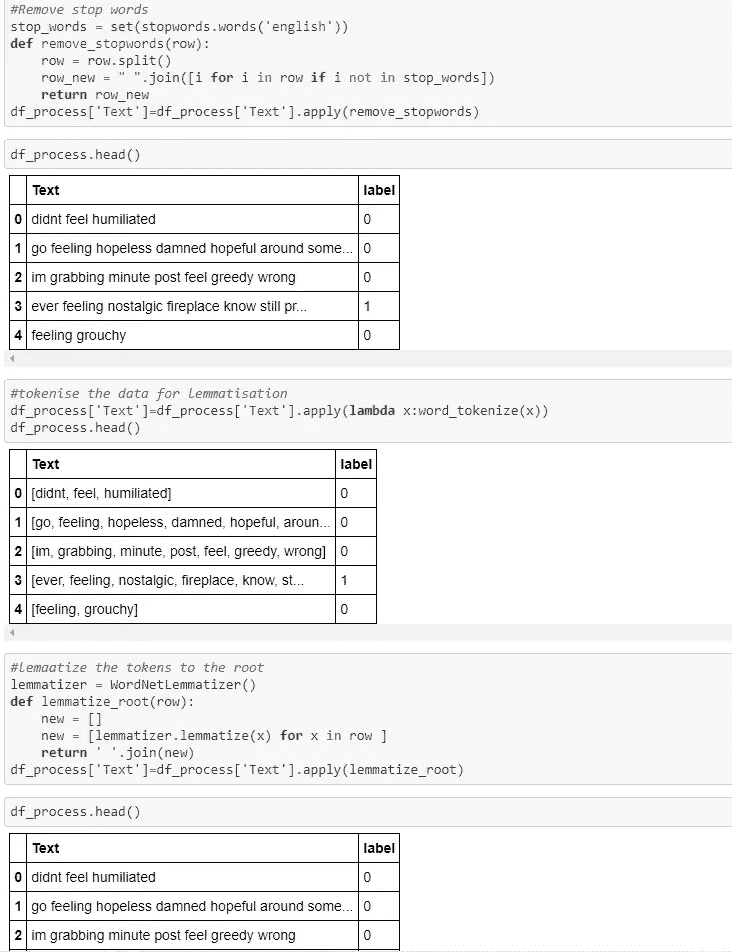 #Remove stop words
stop_words = set(stopwords.words('english'))
def remove_stopwords(row):
    row = row.split()
    row_new = " ".join([i for i in row if i not in stop_words])
    return row_new
df_process['Text']=df_process['Text'].apply(remove_stopwords)
df_process.head()
Text label
0 didnt feel humiliated 0
1 go feeling hopeless damned hopeful around some... 0
2 im grabbing minute post feel greedy wrong 0
3 ever feeling nostalgic fireplace know still pr... 1
4 feeling grouchy 0
#tokenise the data for Lemmatisation
df_process['Text']=df_process['Text'].apply(lambda x:word_tokenize(x))
df_process.head()
Text label
0 [didnt, feel, humiliated] 0
1 [go, feeling, hopeless, damned, hopeful, aroun... 0
2 [im, grabbing, minute, post, feel, greedy, wrong] 0
3 [ever, feeling, nostalgic, fireplace, know, st... 1
4 [feeling, grouchy] 0
#Lemaatize the tokens to the root
lemmatizer = WordNetLemmatizer()
def lemmatize_root(row):
    new = []
    new = [lemmatizer.lemmatize(x) for x in row ]
    return ' '.join(new)
df_process['Text']=df_process['Text'].apply(lemmatize_root)
df_process.head()
Text label
0 didnt feel humiliated 0
1 go feeling hopeless damned hopeful around some... 0
2 im grabbing minute post feel greedy wrong 0